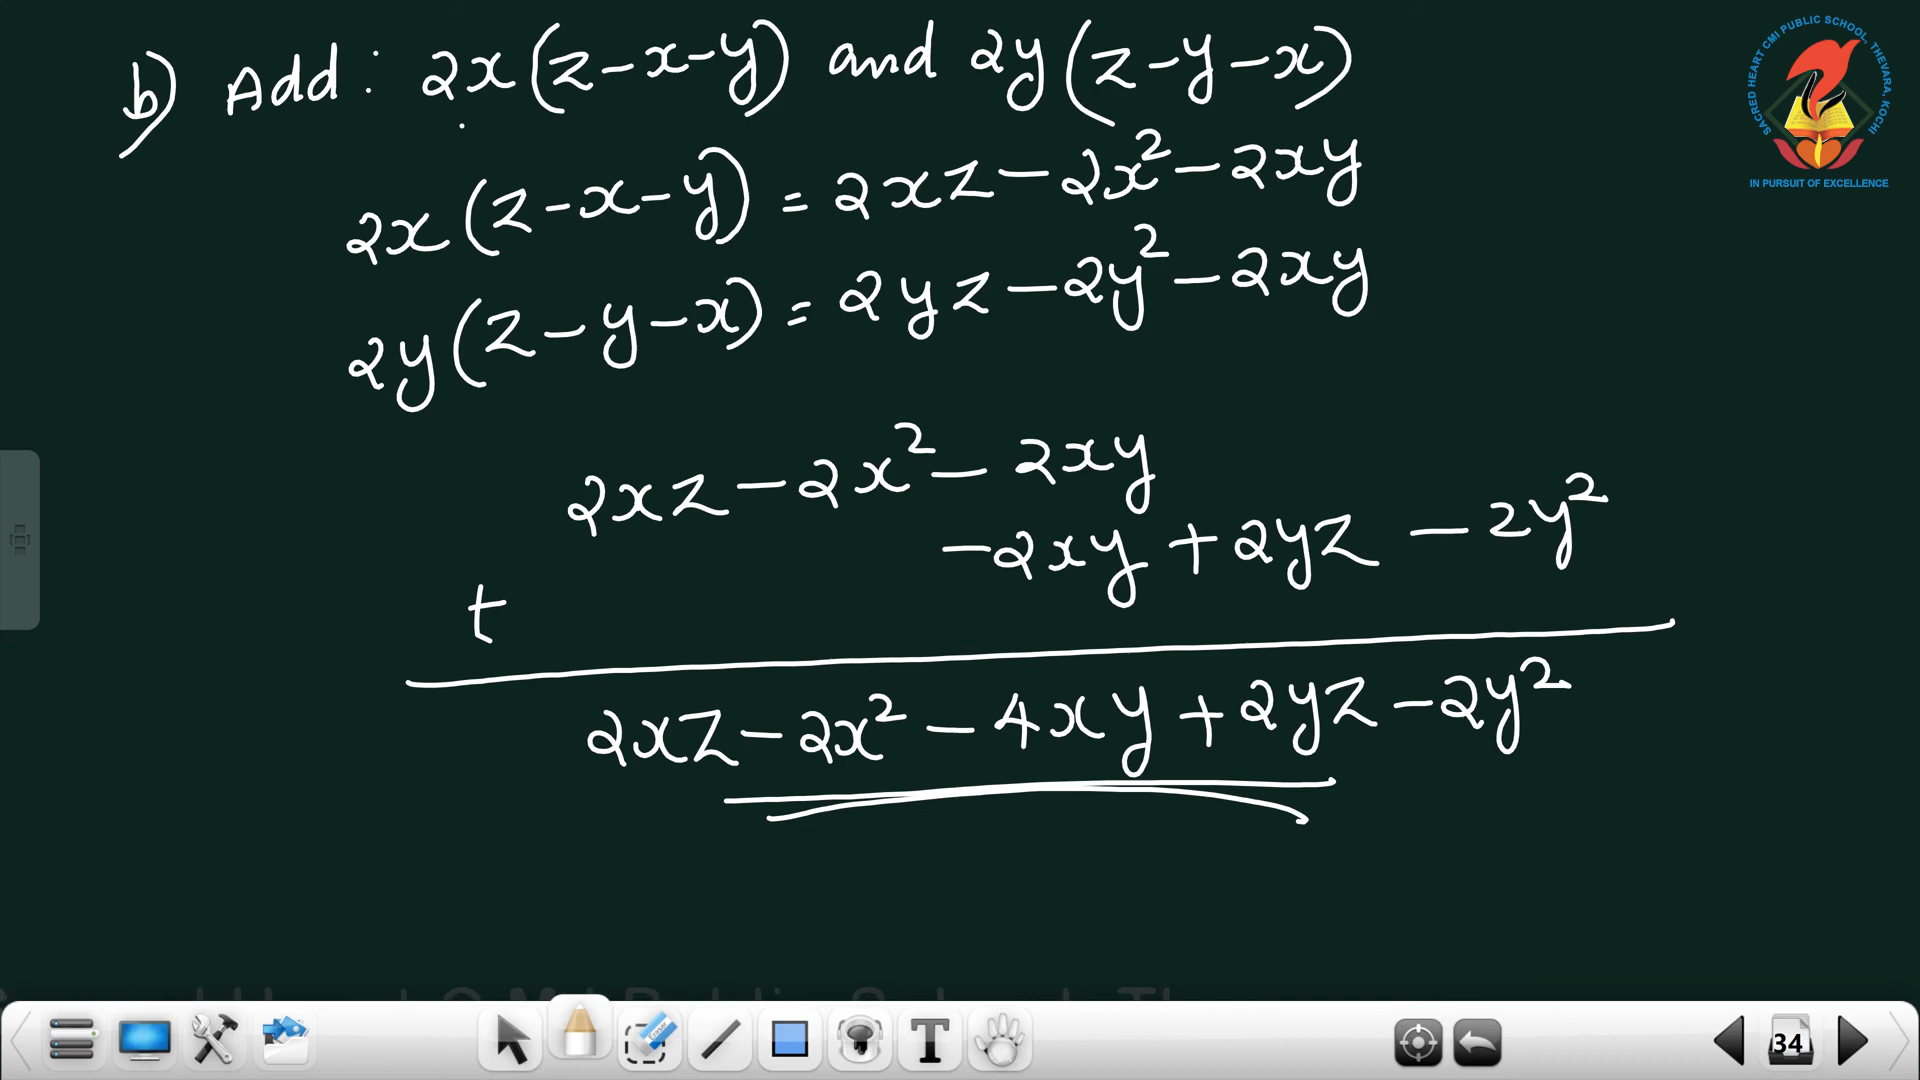 b) Add: 2x(z-x-y) and 2y(z-y-x)
2x(z-x-y) = 2xz - 2x² - 2xy
2y(z-y-x) = 2yz - 2y² - 2xy
2xz - 2x² - 2xy
-2xy + 2yz - 2y²
+
2xz - 2x² - 4xy + 2yz - 2y²
SACRED HEART CMI PUBLIC SCHOOL, THEVARA, KOCHI
IN PURSUIT OF EXCELLENCE
Eraser
T
34